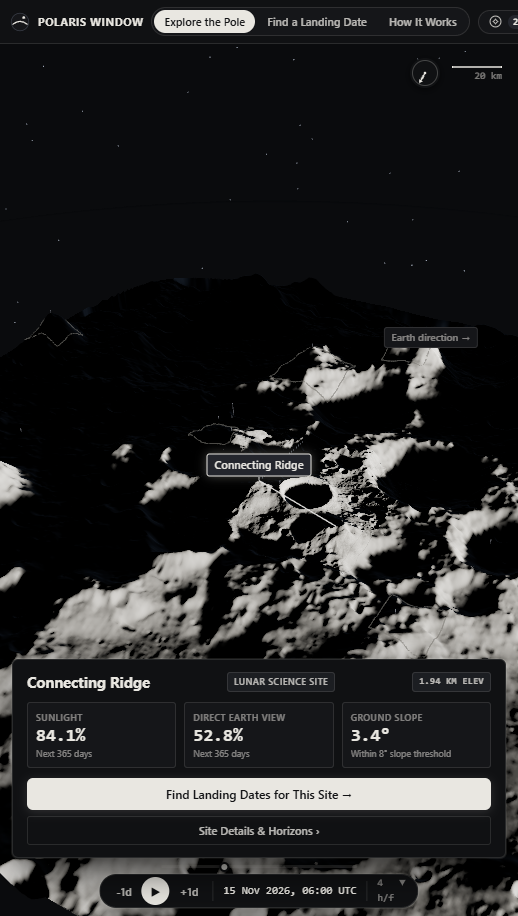 POLARIS WINDOW
Explore the Pole
Find a Landing Date
How It Works
2
20 km
Earth direction →
Connecting Ridge
Connecting Ridge
LUNAR SCIENCE SITE
1.94 KM ELEV
SUNLIGHT
84.1%
Next 365 days
DIRECT EARTH VIEW
52.8%
Next 365 days
GROUND SLOPE
3.4°
Within 8° slope threshold
Find Landing Dates for This Site →
Site Details & Horizons ›
-1d
+1d
15 Nov 2026, 06:00 UTC
4
h/f